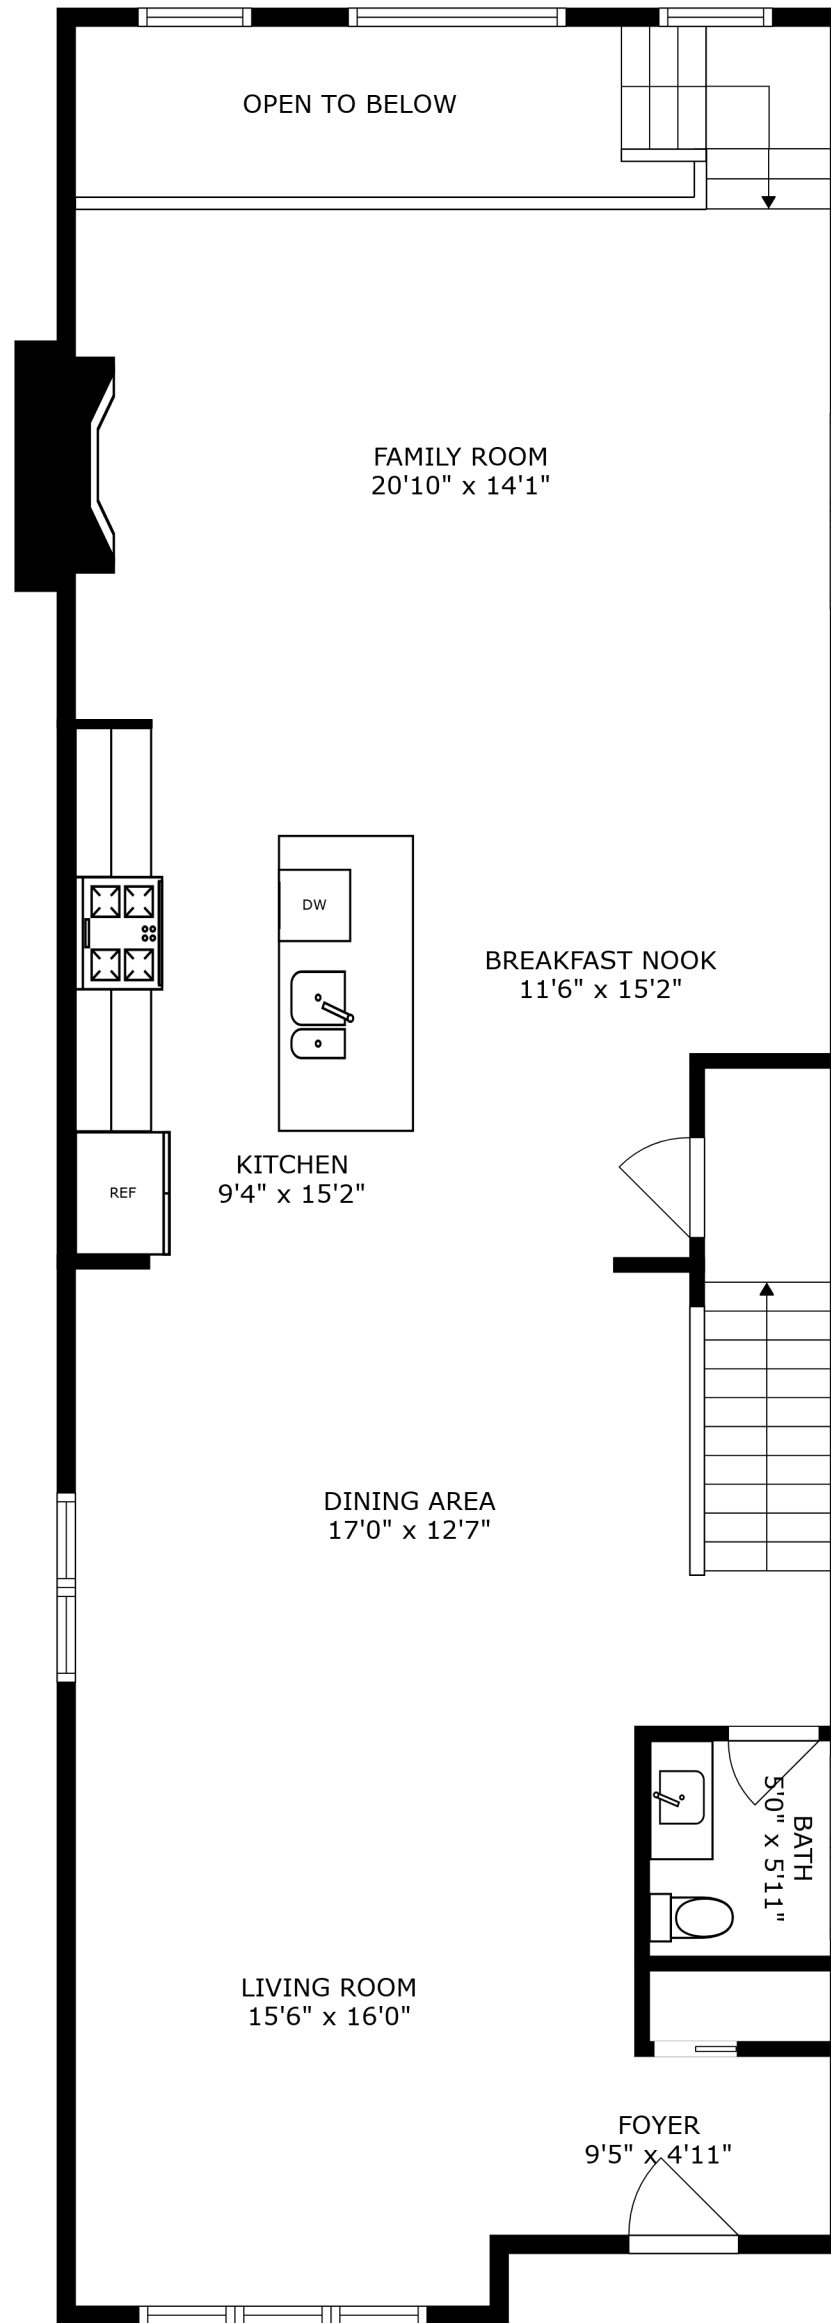 OPEN TO BELOW
FAMILY ROOM
20'10" x 14'1"
DW
BREAKFAST NOOK
11'6" x 15'2"
KITCHEN
9'4" x 15'2"
REF
DINING AREA
17'0" x 12'7"
BATH
5'0" x 5'11"
LIVING ROOM
15'6" x 16'0"
FOYER
9'5" x 4'11"